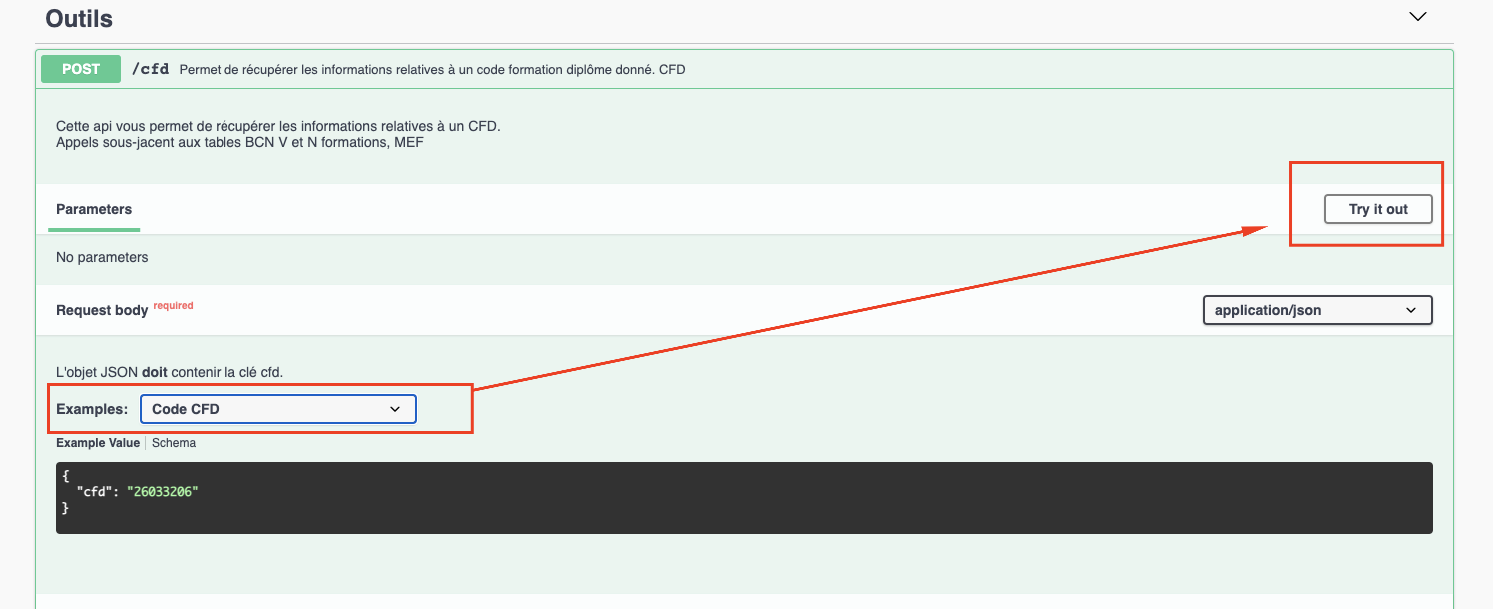 Outils
POST /cfd Permet de récupérer les informations relatives à un code formation diplôme donné. CFD
Cette api vous permet de récupérer les informations relatives à un CFD.
Appels sous-jacent aux tables BCN V et N formations, MEF
Parameters Try it out
No parameters
Request body required application/json
L'objet JSON doit contenir la clé cfd.
Examples: Code CFD
Example Value Schema
{
"cfd": "26033206"
}